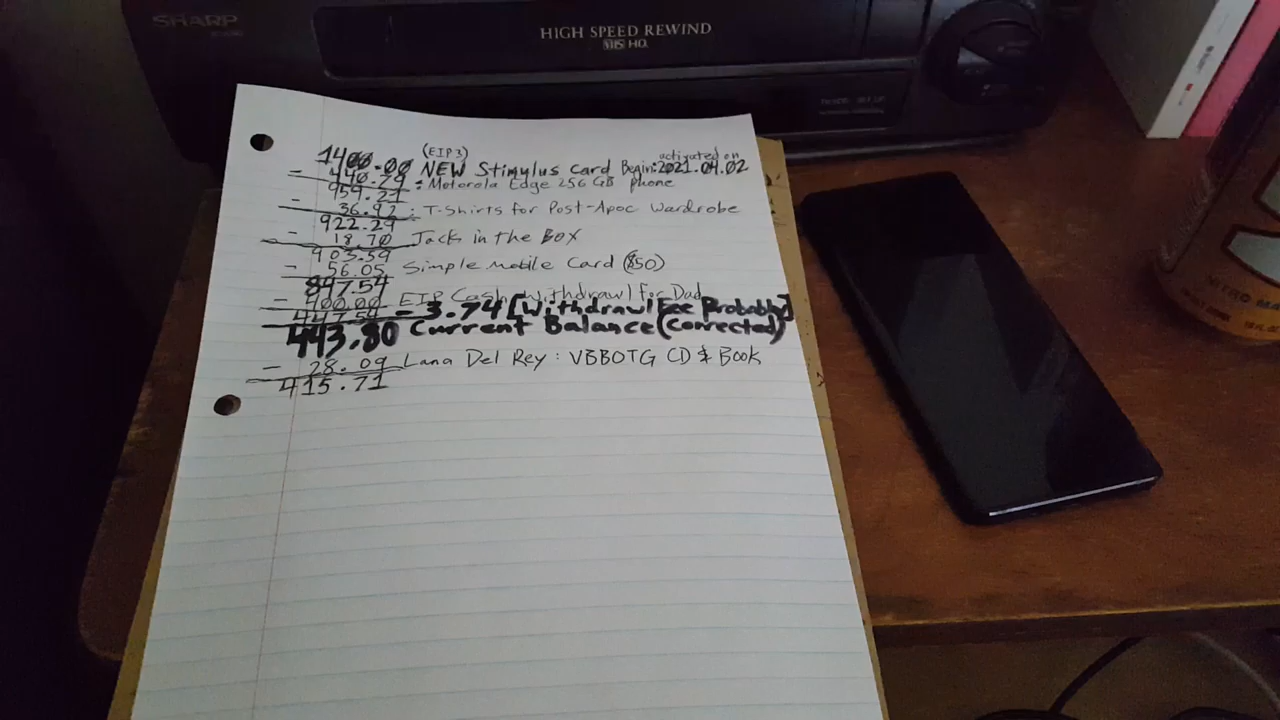 SHARP
HIGH SPEED REWIND
VHS HQ
(EIP 3) activated on
1400.00 NEW Stimulus Card Begin: 2021.04.02
- 440.79 : Motorola Edge 256 GB phone
959.21
- 36.92 : T-Shirts for Post-Apoc Wardrobe
922.29
- 18.70 Jack in the Box
903.59
- 56.05 Simple Mobile Card ($50)
847.54
- 400.00 EIP Cash Withdrawl for Dad
447.54 - 3.74 [Withdrawl Fee Probably]
443.80 Current Balance (Corrected)
- 28.09 Lana Del Rey: VBBOTG CD & Book
415.71
NITRO